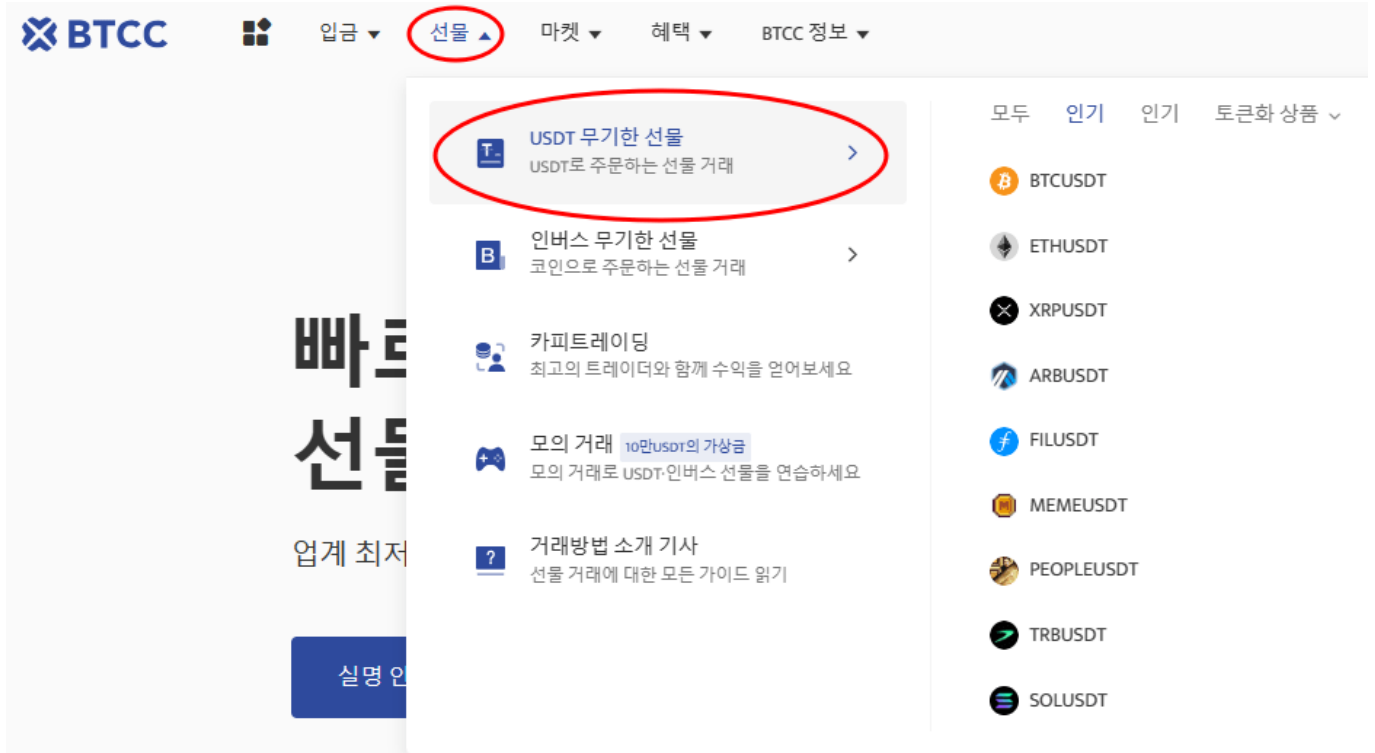 BTCC
입금 ▼
선물 ▲
마켓 ▼
혜택 ▼
BTCC 정보 ▼
USDT 무기한 선물
USDT로 주문하는 선물 거래
인버스 무기한 선물
코인으로 주문하는 선물 거래
카피트레이딩
최고의 트레이더와 함께 수익을 얻어보세요
모의 거래 10만USDT의 가상금
모의 거래로 USDT·인버스 선물을 연습하세요
거래방법 소개 기사
선물 거래에 대한 모든 가이드 읽기
모두 인기 인기 토큰화 상품
BTCUSDT
ETHUSDT
XRPUSDT
ARBUSDT
FILUSDT
MEMEUSDT
PEOPLEUSDT
TRBUSDT
SOLUSDT
빠르
선물
업계 최저
실명 인